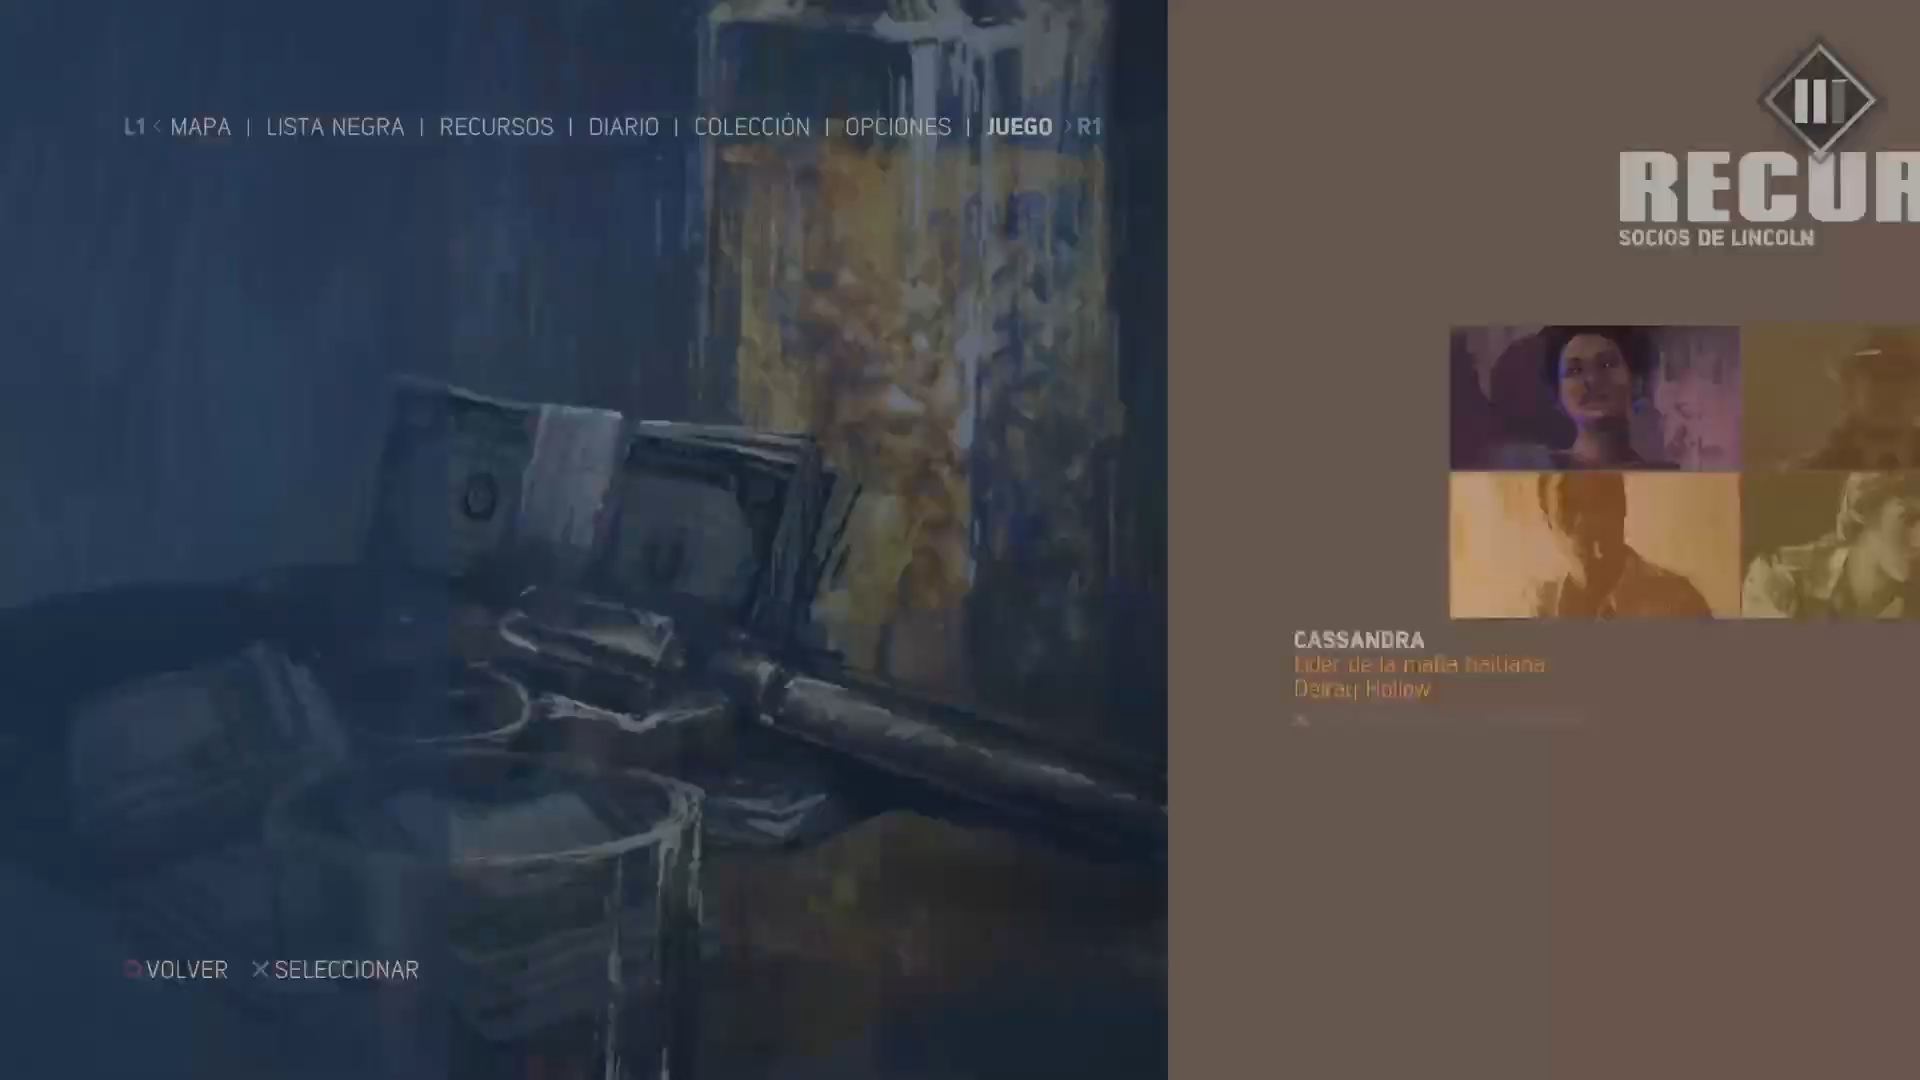 L1 < MAPA | LISTA NEGRA | RECURSOS | DIARIO | COLECCIÓN | OPCIONES | JUEGO > R1
RECUR
SOCIOS DE LINCOLN
CASSANDRA
Líder de la mafia haitiana
Delray Hollow
VOLVER SELECCIONAR